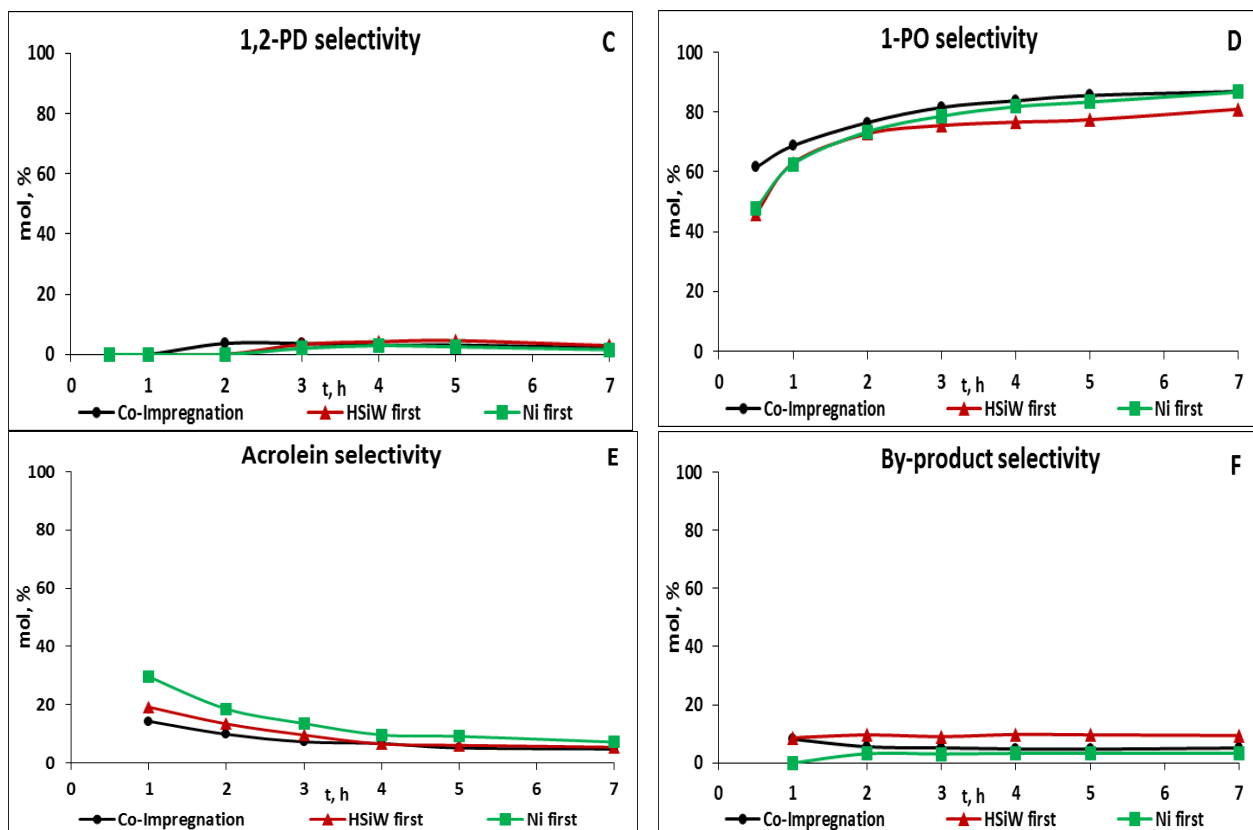 1,2-PD selectivity C
100
80
60
40
20
0
mol, %
0 1 2 3 4 5 7
t, h
Co-Impregnation HSiW first Ni first
1-PO selectivity D
100
80
60
40
20
0
mol, %
0 1 2 3 4 5 7
t, h
Co-Impregnation HSiW first Ni first
Acrolein selectivity E
100
80
60
40
20
0
mol, %
0 1 2 3 4 5 7
t, h
Co-Impregnation HSiW first Ni first
By-product selectivity F
100
80
60
40
20
0
mol, %
0 1 2 3 4 5 7
t, h
Co-Impregnation HSiW first Ni first